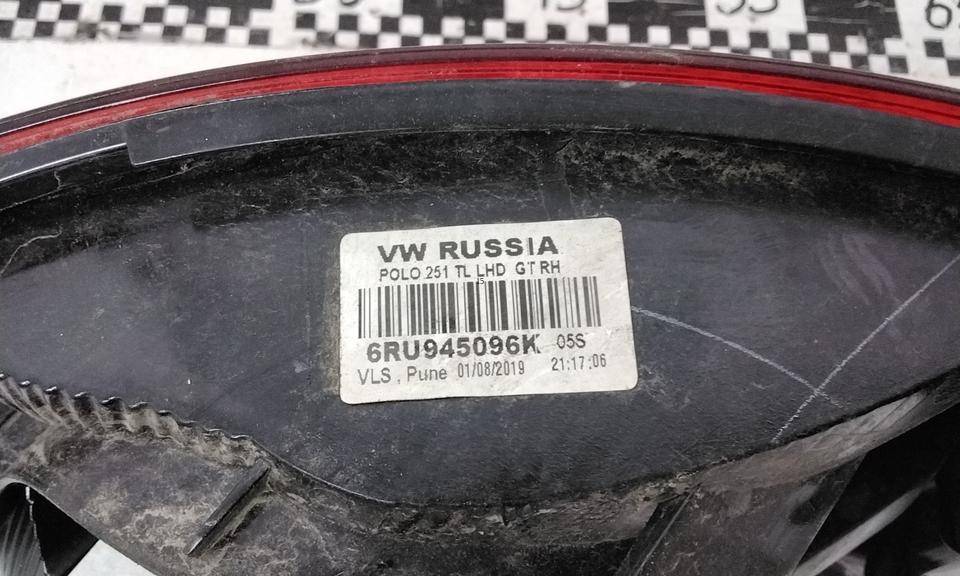 VW RUSSIA
POLO 251 TL LHD GT RH
6RU945096K 05S
VLS , Pune 01/08/2019 21:17:06